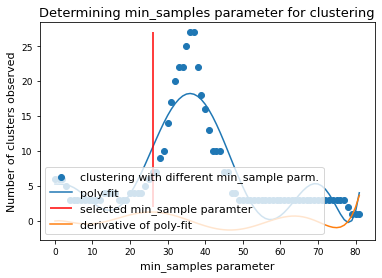 Determining min_samples parameter for clustering
Number of clusters observed
25
20
15
10
5
0
clustering with different min_sample parm.
poly-fit
selected min_sample paramter
derivative of poly-fit
0 10 20 30 40 50 60 70 80
min_samples parameter